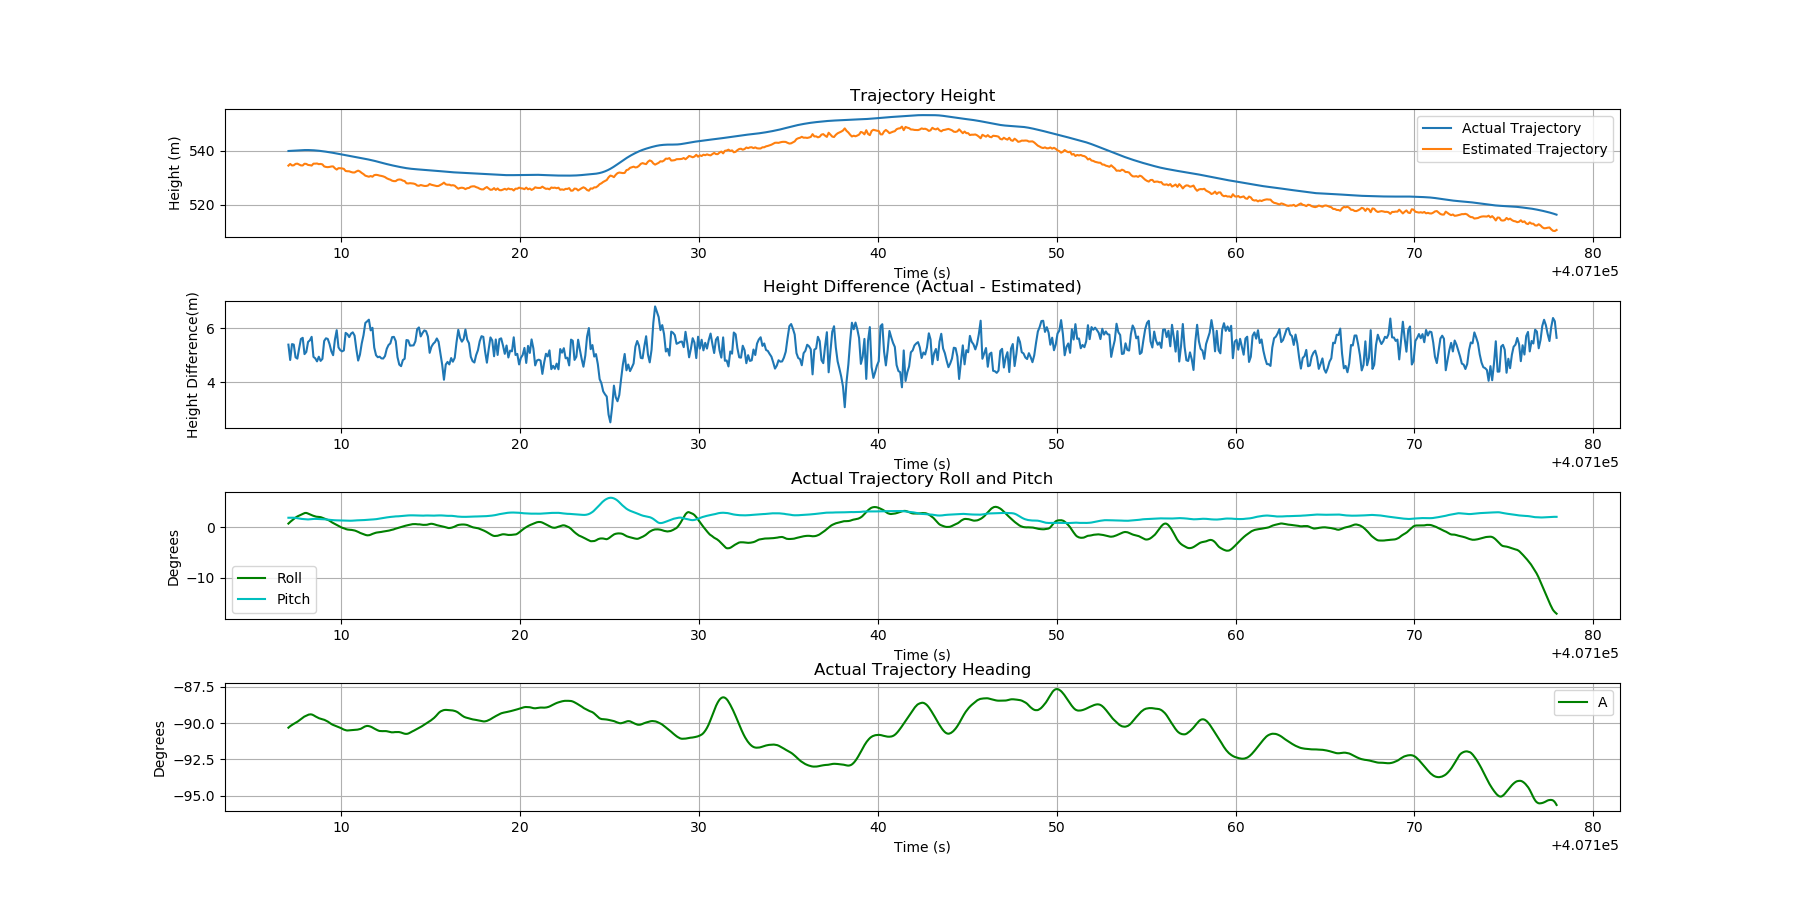 Trajectory Height
Height (m)
540
520
Actual Trajectory
Estimated Trajectory
10 20 30 40 50 60 70 80
Time (s)
+4.071e5
Height Difference (Actual - Estimated)
Height Difference(m)
6
4
10 20 30 40 50 60 70 80
Time (s)
+4.071e5
Actual Trajectory Roll and Pitch
Degrees
0
−10
Roll
Pitch
10 20 30 40 50 60 70 80
Time (s)
+4.071e5
Actual Trajectory Heading
Degrees
−87.5
−90.0
−92.5
−95.0
A
10 20 30 40 50 60 70 80
Time (s)
+4.071e5